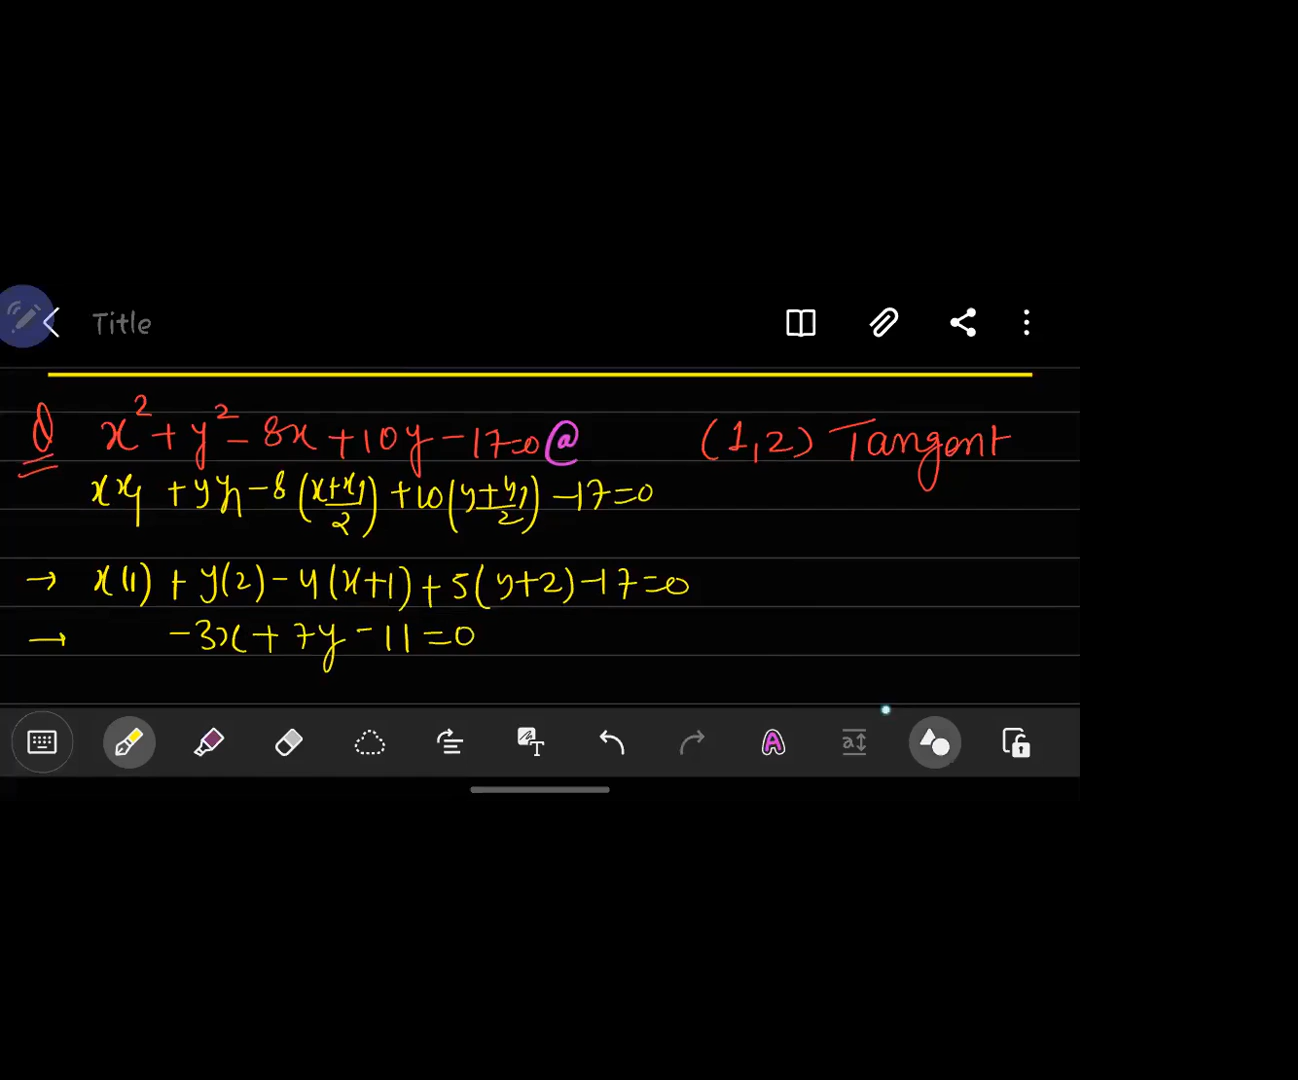 Title
Q x² + y² - 8x + 10y - 17=0 @ (1,2) Tangent
xx₁ + yy₁ - 8 (x+x₁/2) + 10 (y+y₁/2) - 17=0
→ x(1) + y(2) - 4(x+1) + 5(y+2) - 17=0
→ -3x + 7y - 11=0
T
A
a